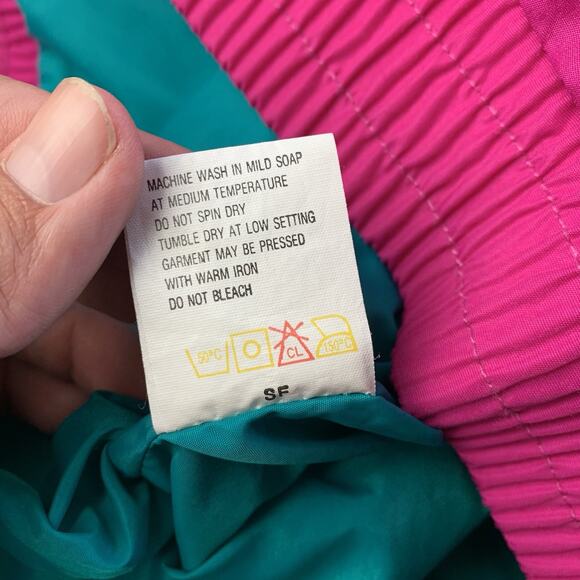 MACHINE WASH IN MILD SOAP
AT MEDIUM TEMPERATURE
DO NOT SPIN DRY
TUMBLE DRY AT LOW SETTING
GARMENT MAY BE PRESSED
WITH WARM IRON
DO NOT BLEACH
50°C CL 150°C
SF